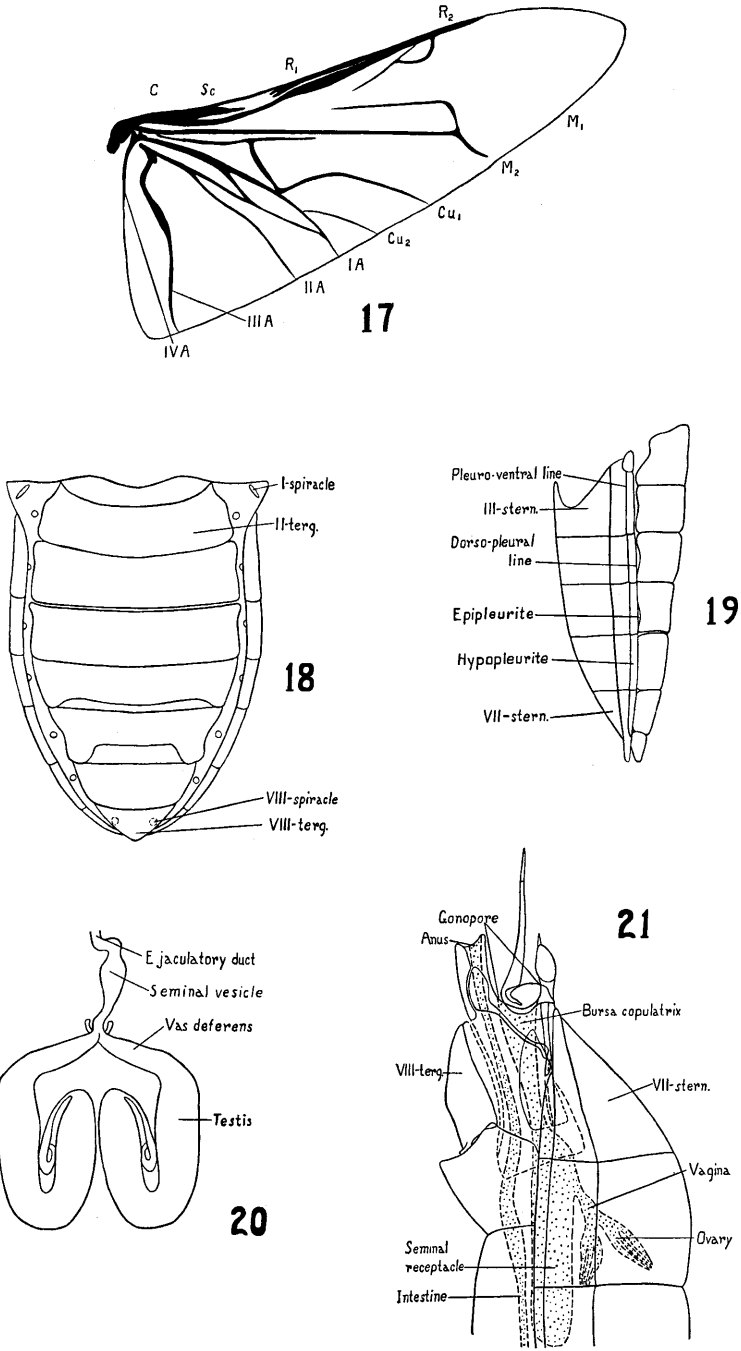 R2
R1
C
Sc
M1
M2
Cu1
Cu2
IA
IIA
IIIA
IVA
17
I-spiracle
II-terg.
18
VIII-spiracle
VIII-terg.
Pleuro-ventral line
III-stern.
Dorso-pleural
line
Epipleurite
Hypopleurite
VII-stern.
19
Ejaculatory duct
Seminal vesicle
Vas deferens
Testis
20
Gonopore
21
Anus
Bursa copulatrix
VIII-terg.
VII-stern.
Vagina
Ovary
Seminal
receptacle
Intestine